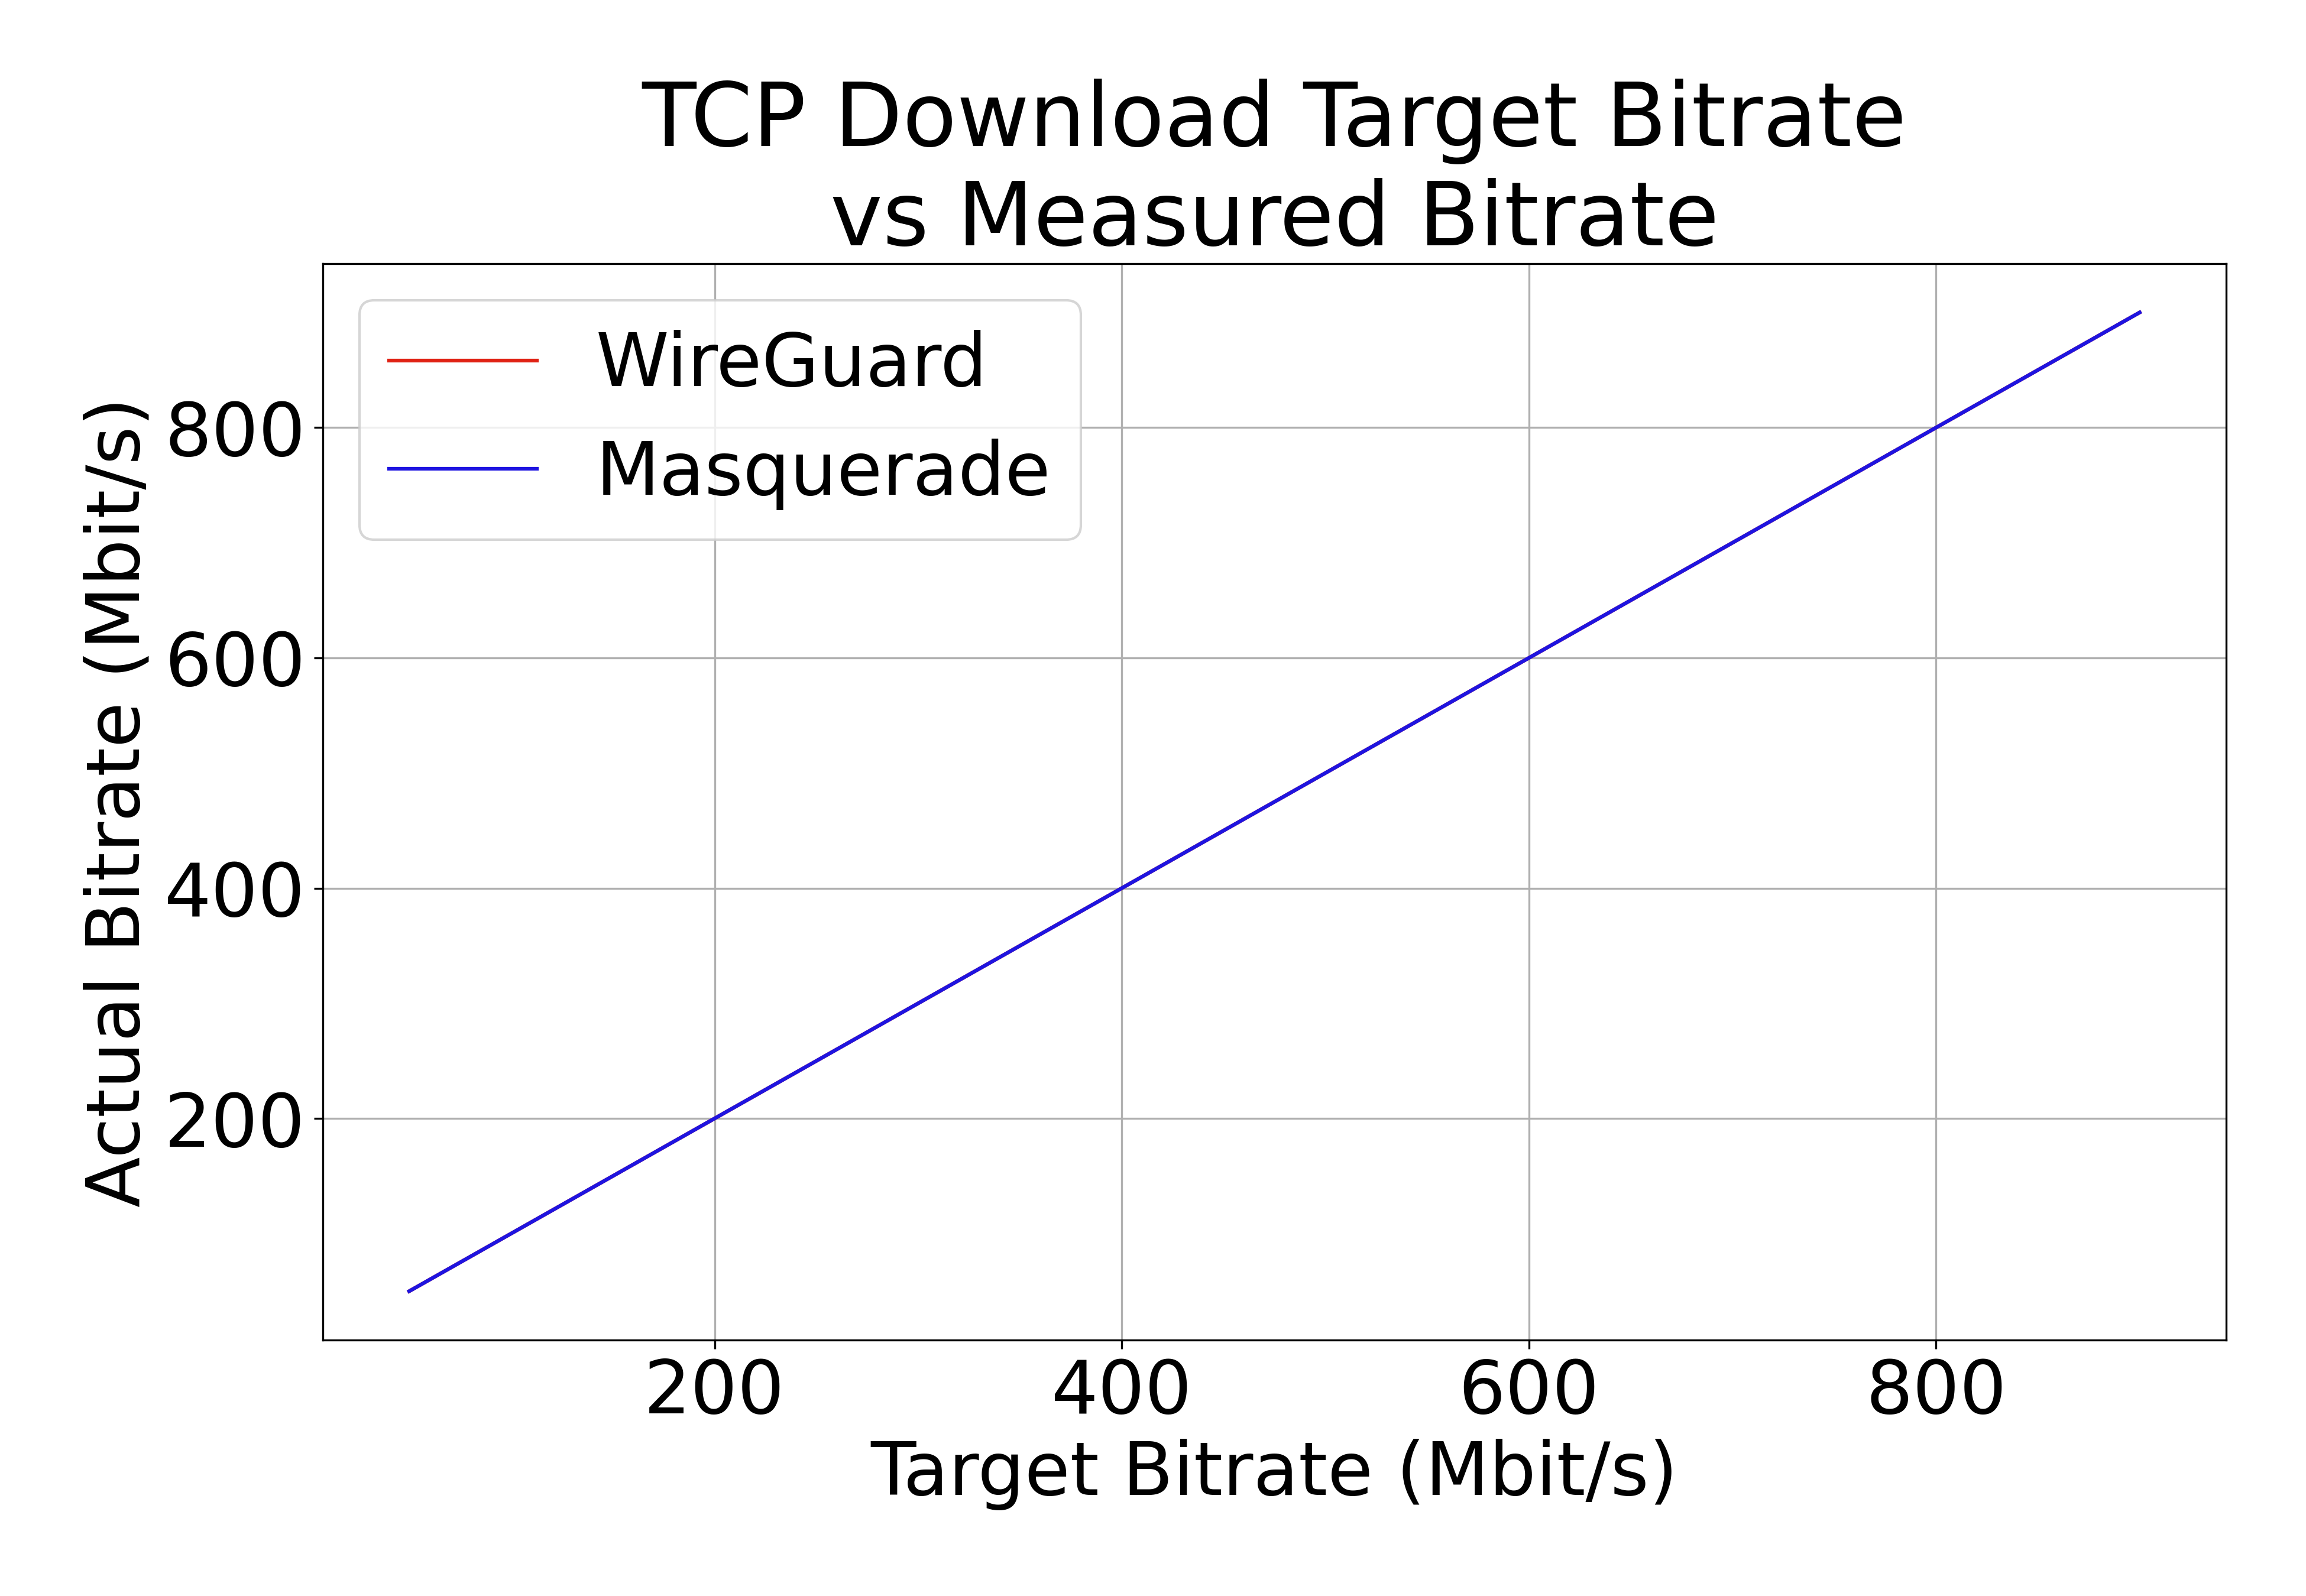 TCP Download Target Bitrate
vs Measured Bitrate
WireGuard
Masquerade
Actual Bitrate (Mbit/s)
800
600
400
200
200 400 600 800
Target Bitrate (Mbit/s)